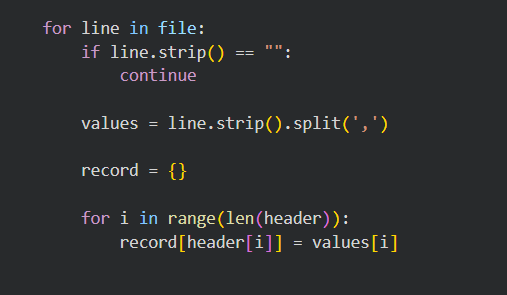 for line in file:
    if line.strip() == "":
        continue
    values = line.strip().split(',')
    record = {}
    for i in range(len(header)):
        record[header[i]] = values[i]